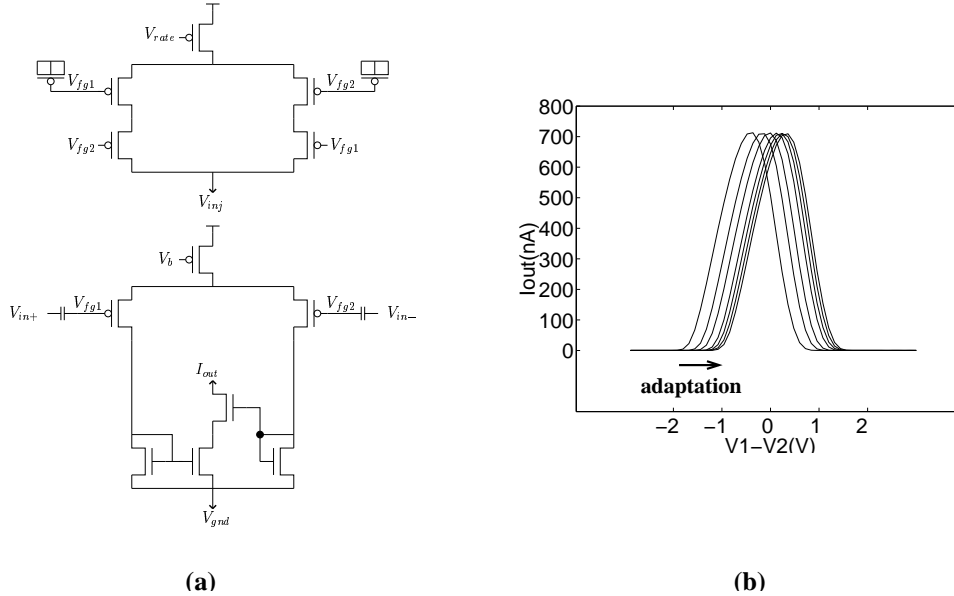 V_rate
V_fg1
V_fg2
V_fg2
V_fg1
V_inj
V_b
V_in+
V_fg1
V_fg2
V_in−
I_out
V_gnd
(a)
Iout(nA)
800
700
600
500
400
300
200
100
0
adaptation
−2 −1 0 1 2
V1−V2(V)
(b)